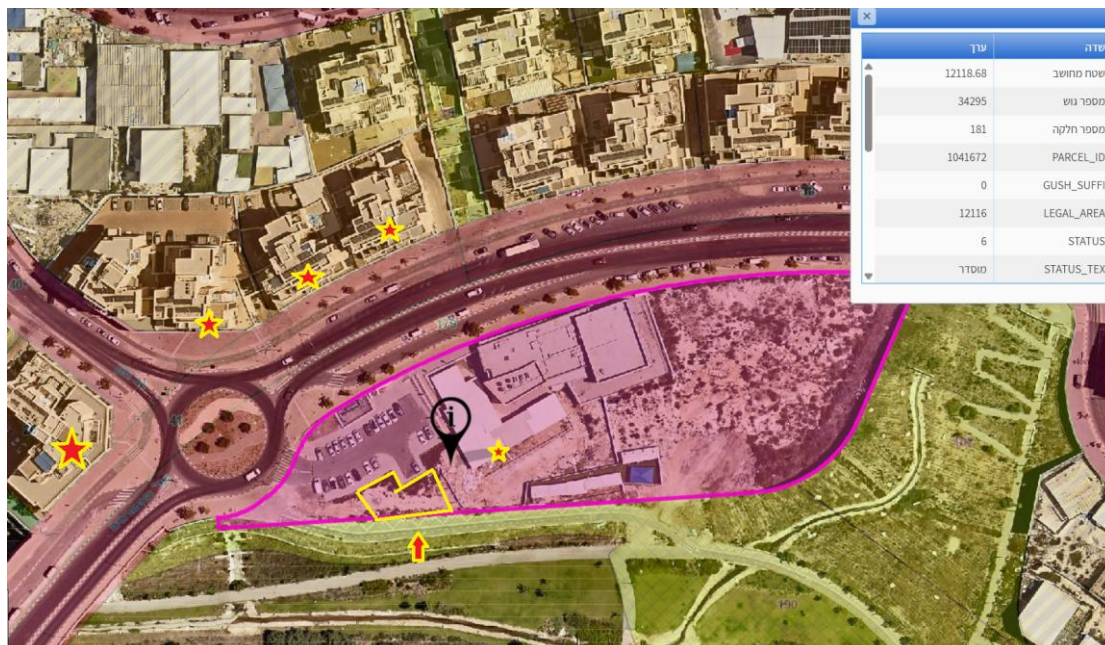 שדה ערך
שטח מחושב 12118.68
מספר גוש 34295
מספר חלקה 181
PARCEL_ID 1041672
GUSH_SUFFI 0
LEGAL_AREA 12116
STATUS 6
STATUS_TEX מוסדר
i
41